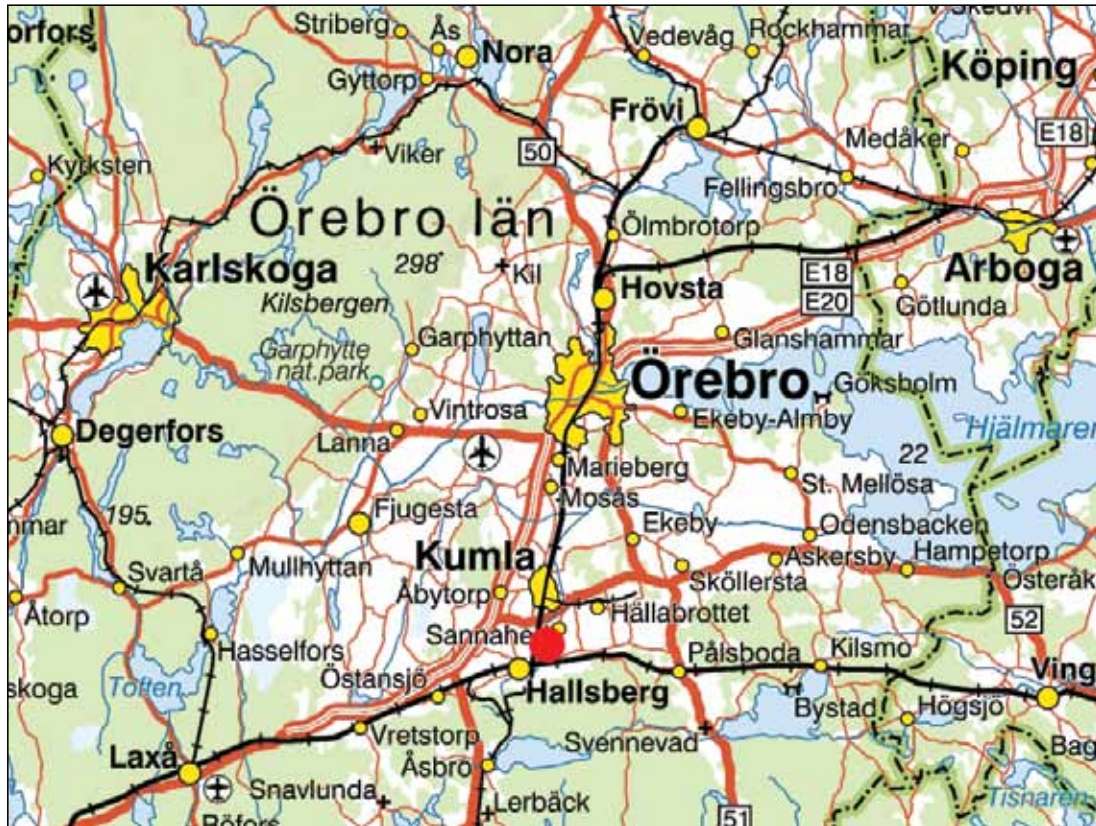 orfors
Striberg
Ås
Nora
Gyttorp
Vedevåg
Rockhammar
V Skedvi
Köping
Frövi
50
Viker
Medåker
E18
Kyrksten
Fellingsbro
Örebro län
Ölmbrotorp
298
Kil
Karlskoga
Kilsbergen
Hovsta
E18
E20
Arboga
Götlunda
Garphyttan
Glanshammar
Garphytte
nat.park
Örebro
Göksholm
Vintrosa
Ekeby-Almby
Hjälmaren
Degerfors
Lanna
Marieberg
22
Mosås
St. Mellösa
mmar
195
Fjugesta
Ekeby
Odensbacken
Kumla
Askersby
Hampetorp
Svartå
Mullhyttan
Sköllersta
Österåk
Åtorp
Åbytorp
Hällabrottet
52
Sannahe
Hasselfors
Pålsboda
Kilsmo
Ving
skoga
Toften
Östansjö
Hallsberg
Bystad
Högsjö
Vretstorp
Svennevad
Bag
Laxå
Åsbro
Snavlunda
Lerbäck
Tisnaren
Röfors
51